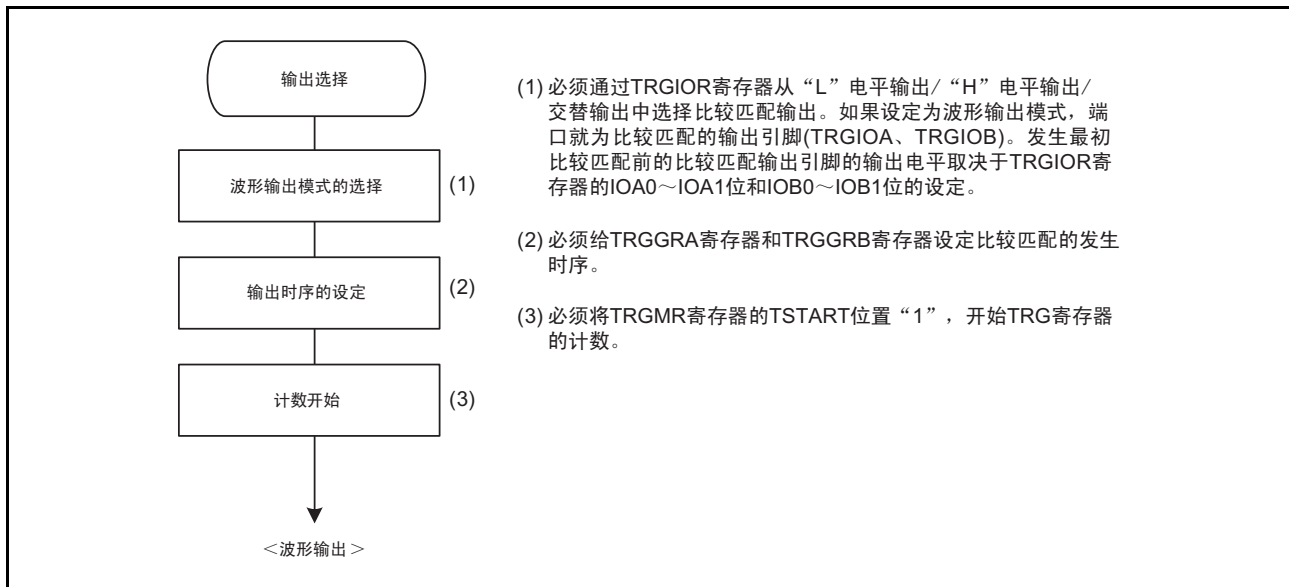 输出选择
波形输出模式的选择 (1)
输出时序的设定 (2)
计数开始 (3)
＜波形输出＞
(1) 必须通过TRGIOR寄存器从“L”电平输出/“H”电平输出/
交替输出中选择比较匹配输出。如果设定为波形输出模式，端
口就为比较匹配的输出引脚(TRGIOA、TRGIOB)。发生最初
比较匹配前的比较匹配输出引脚的输出电平取决于TRGIOR寄
存器的IOA0～IOA1位和IOB0～IOB1位的设定。
(2) 必须给TRGGRA寄存器和TRGGRB寄存器设定比较匹配的发生
时序。
(3) 必须将TRGMR寄存器的TSTART位置“1”，开始TRG寄存器
的计数。